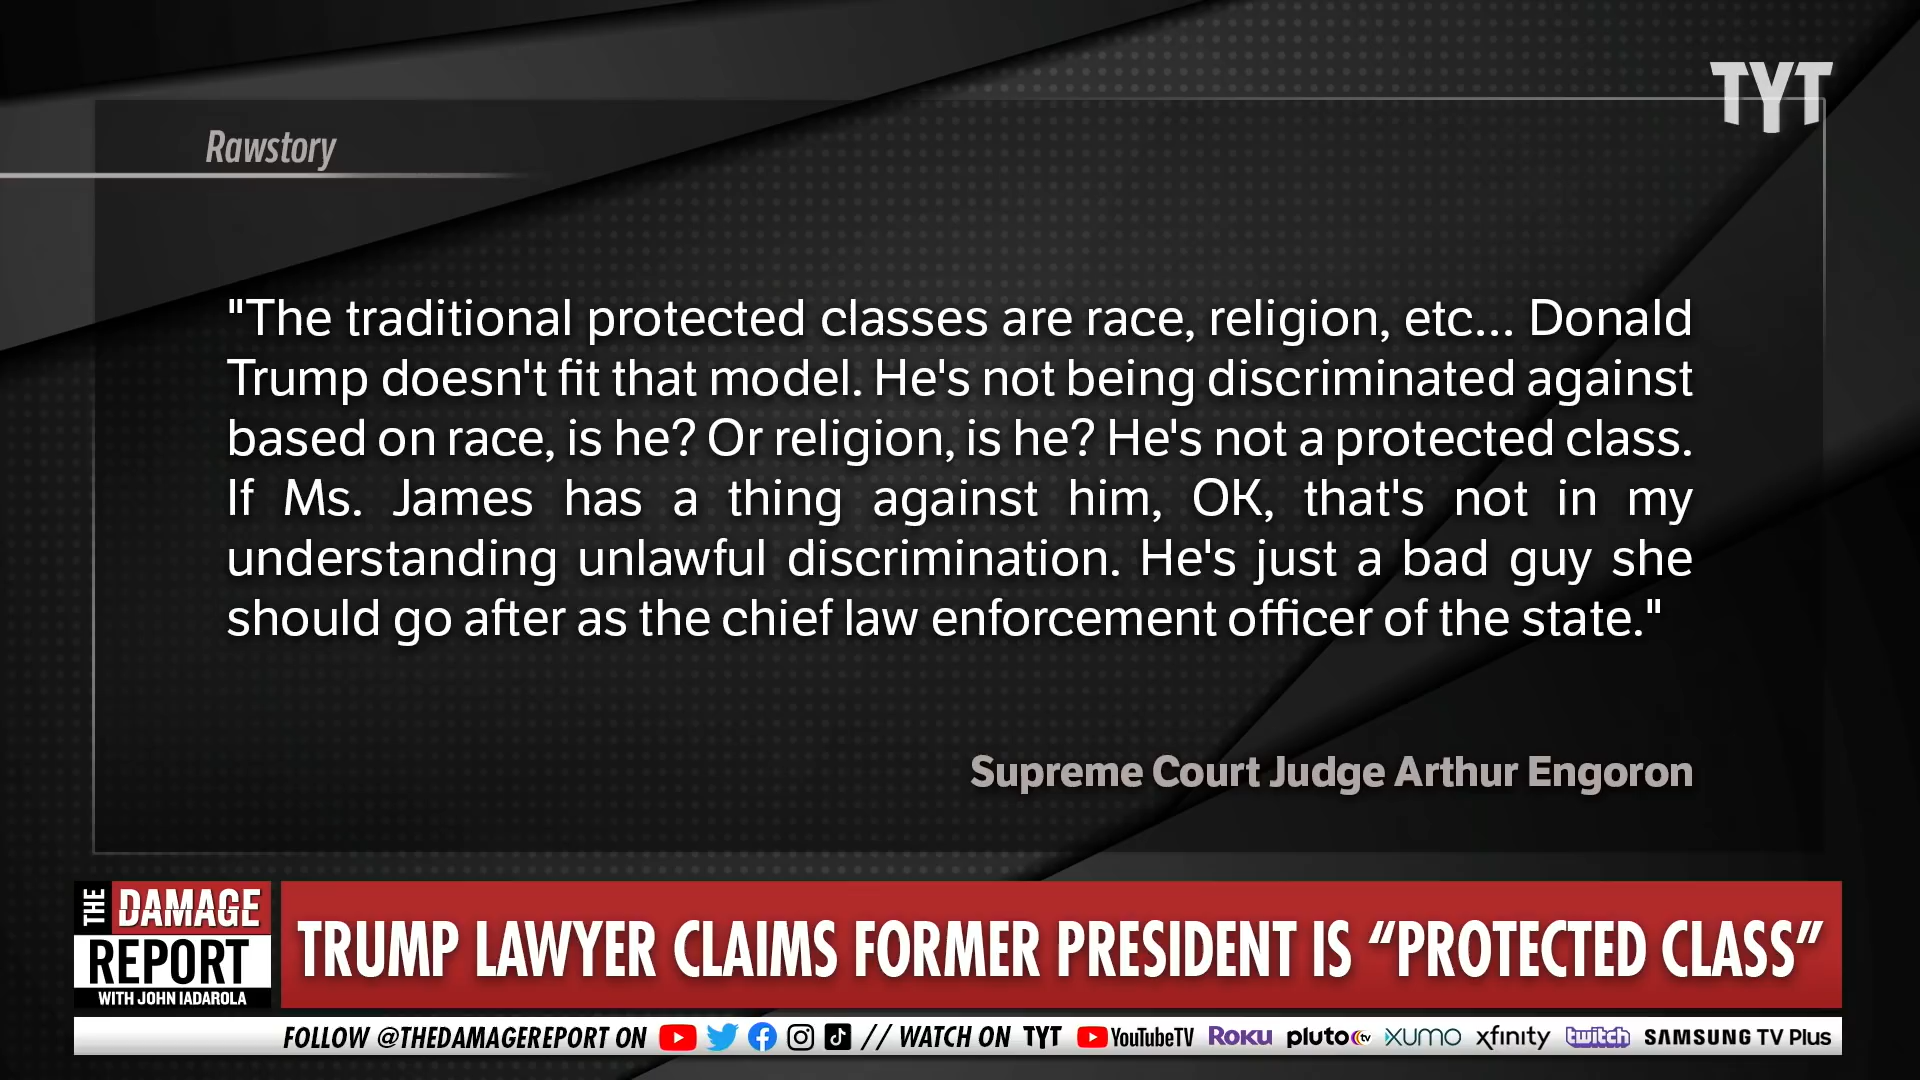 TYT
Rawstory
"The traditional protected classes are race, religion, etc... Donald
Trump doesn't fit that model. He's not being discriminated against
based on race, is he? Or religion, is he? He's not a protected class.
If Ms. James has a thing against him, OK, that's not in my
understanding unlawful discrimination. He's just a bad guy she
should go after as the chief law enforcement officer of the state."
Supreme Court Judge Arthur Engoron
THE DAMAGE
REPORT
WITH JOHN IADAROLA
TRUMP LAWYER CLAIMS FORMER PRESIDENT IS “PROTECTED CLASS”
FOLLOW @THEDAMAGEREPORT ON // WATCH ON TYT YouTubeTV ROKU pluto tv XUMO xfinity twitch SAMSUNG TV Plus